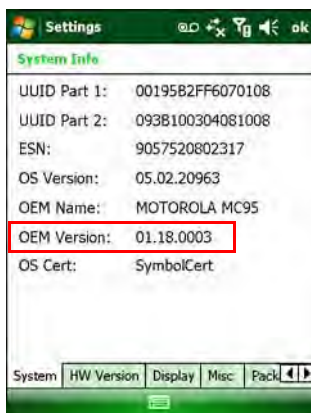 Settings ok
System Info
UUID Part 1: 00195B2FF6070108
UUID Part 2: 093B100304081008
ESN: 9057520802317
OS Version: 05.02.20963
OEM Name: MOTOROLA MC95
OEM Version: 01.18.0003
OS Cert: SymbolCert
System HW Version Display Misc Pack